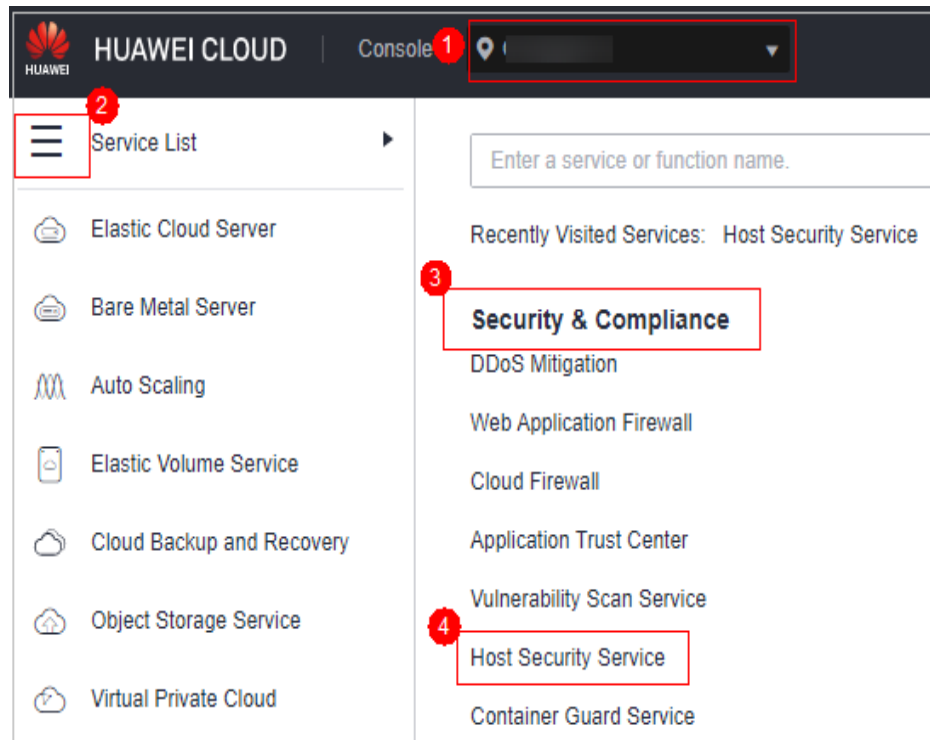 HUAWEI
HUAWEI CLOUD
Console
1
2
Service List
Elastic Cloud Server
Bare Metal Server
Auto Scaling
Elastic Volume Service
Cloud Backup and Recovery
Object Storage Service
Virtual Private Cloud
Enter a service or function name.
Recently Visited Services: Host Security Service
3
Security & Compliance
DDoS Mitigation
Web Application Firewall
Cloud Firewall
Application Trust Center
Vulnerability Scan Service
4
Host Security Service
Container Guard Service